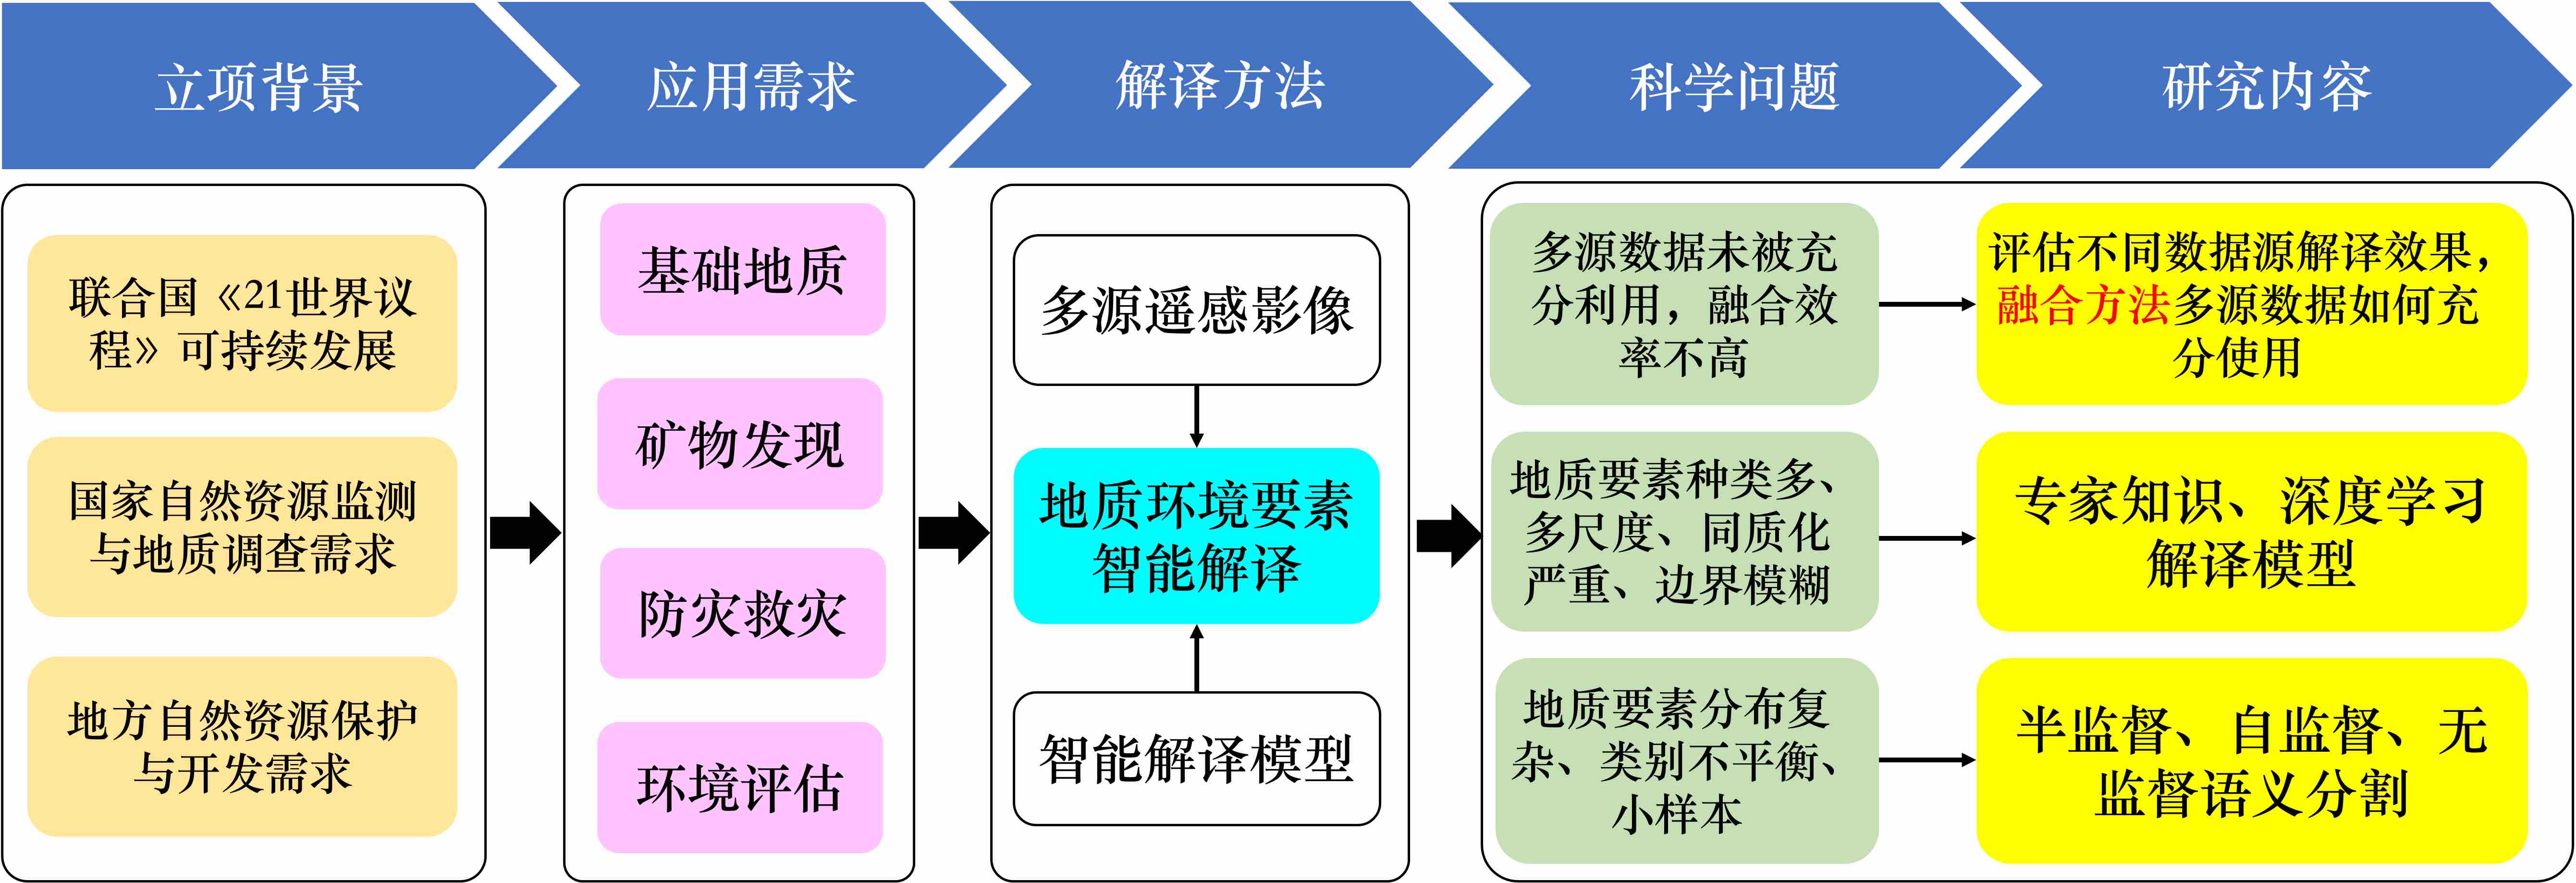 立项背景
应用需求
解译方法
科学问题
研究内容
联合国《21世界议
程》可持续发展
国家自然资源监测
与地质调查需求
地方自然资源保护
与开发需求
基础地质
矿物发现
防灾救灾
环境评估
多源遥感影像
地质环境要素
智能解译
智能解译模型
多源数据未被充
分利用，融合效
率不高
评估不同数据源解译效果，
融合方法多源数据如何充
分使用
地质要素种类多、
多尺度、同质化
严重、边界模糊
专家知识、深度学习
解译模型
地质要素分布复
杂、类别不平衡、
小样本
半监督、自监督、无
监督语义分割